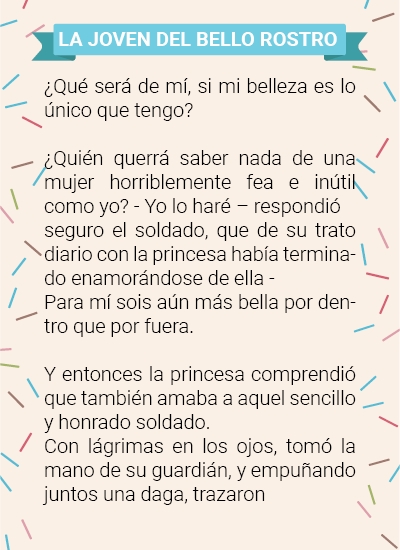 LA JOVEN DEL BELLO ROSTRO
¿Qué será de mí, si mi belleza es lo
único que tengo?
¿Quién querrá saber nada de una
mujer horriblemente fea e inútil
como yo? - Yo lo haré – respondió
seguro el soldado, que de su trato
diario con la princesa había termina-
do enamorándose de ella -
Para mí sois aún más bella por den-
tro que por fuera.
Y entonces la princesa comprendió
que también amaba a aquel sencillo
y honrado soldado.
Con lágrimas en los ojos, tomó la
mano de su guardián, y empuñando
juntos una daga, trazaron